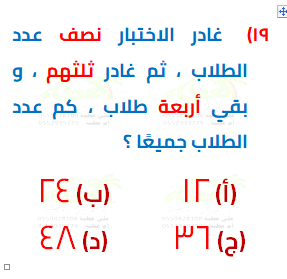 ١٩) غادر الاختبار نصف عدد
الطلاب ، ثم غادر ثلثهم ، و
بقي أربعة طلاب ، كم عدد
الطلاب جميعًا ؟
(أ) ١٢ (ب) ٢٤
(ج) ٣٦ (د) ٤٨